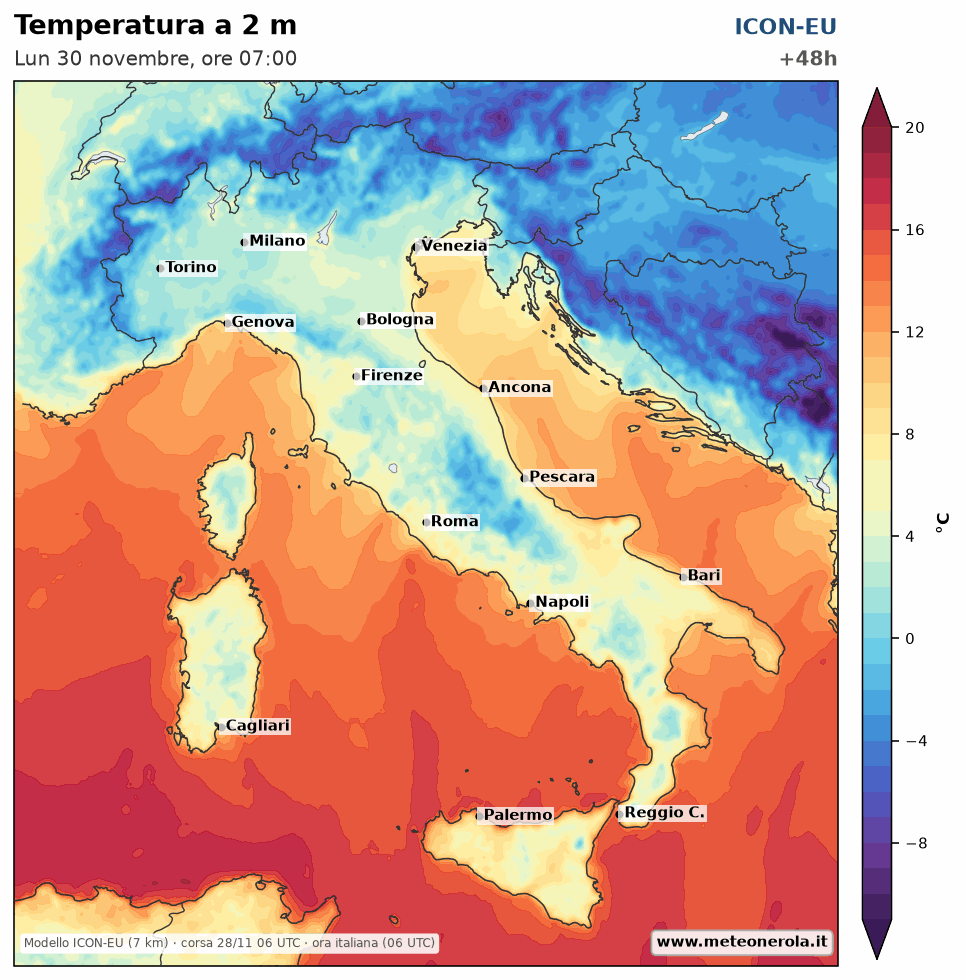 Temperatura a 2 m
ICON-EU
Lun 30 novembre, ore 07:00
+48h
Milano
Venezia
Torino
Genova
Bologna
Firenze
Ancona
Pescara
Roma
Bari
Napoli
Cagliari
Palermo
Reggio C.
20
16
12
8
4
0
−4
−8
°C
Modello ICON-EU (7 km) · corsa 28/11 06 UTC · ora italiana (06 UTC)
www.meteonerola.it